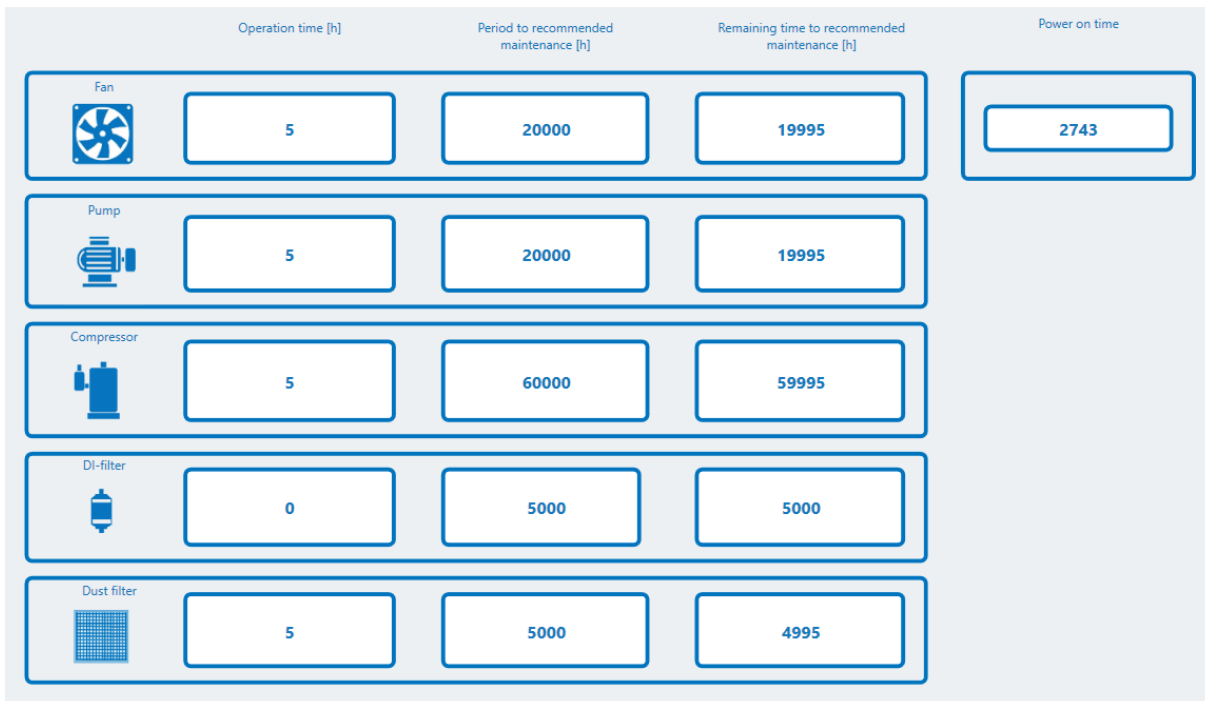 Operation time [h]
Period to recommended
maintenance [h]
Remaining time to recommended
maintenance [h]
Power on time
Fan
5
20000
19995
2743
Pump
5
20000
19995
Compressor
5
60000
59995
DI-filter
0
5000
5000
Dust filter
5
5000
4995